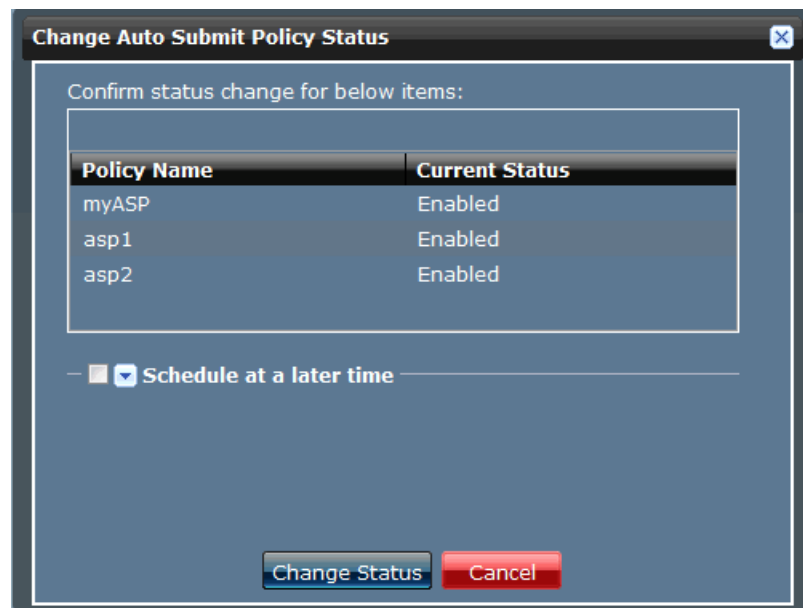 Change Auto Submit Policy Status
Confirm status change for below items:
Policy Name Current Status
myASP Enabled
asp1 Enabled
asp2 Enabled
Schedule at a later time
Change Status Cancel